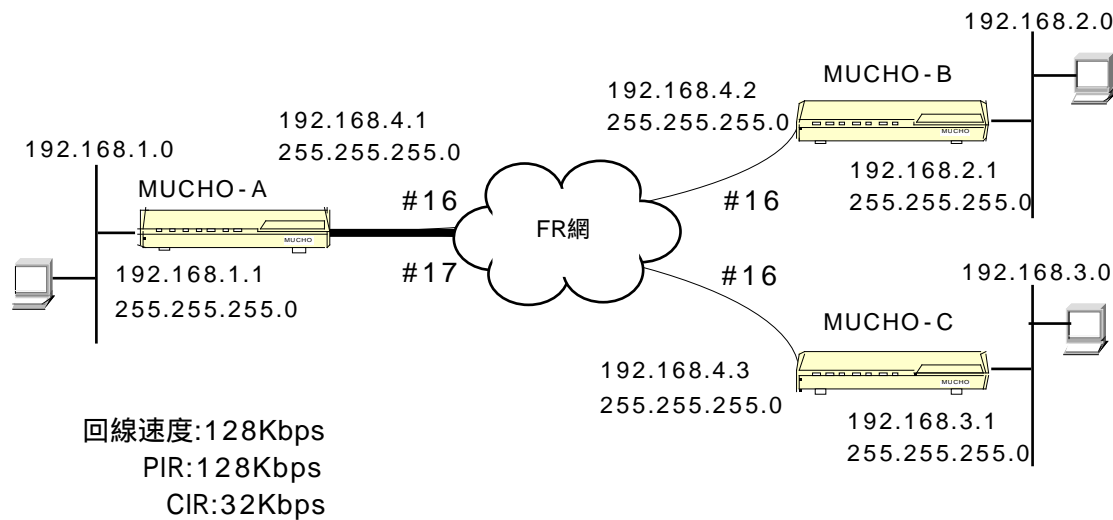 192.168.1.0
MUCHO-A
192.168.4.1
255.255.255.0
#16
#17
MUCHO
192.168.1.1
255.255.255.0
FR網
192.168.2.0
MUCHO-B
192.168.4.2
255.255.255.0
MUCHO
#16
192.168.2.1
255.255.255.0
#16
192.168.3.0
MUCHO-C
192.168.4.3
255.255.255.0
MUCHO
192.168.3.1
255.255.255.0
回線速度:128Kbps
PIR:128Kbps
CIR:32Kbps